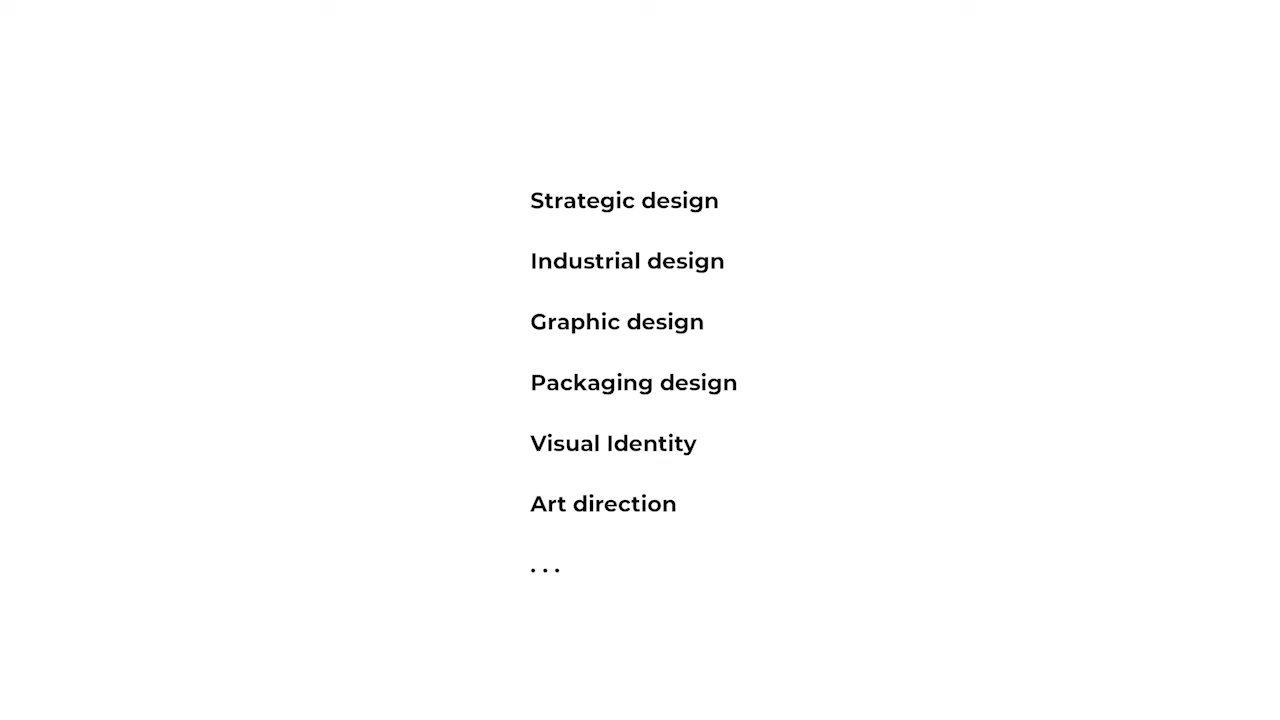 Strategic design
Industrial design
Graphic design
Packaging design
Visual Identity
Art direction
. . .